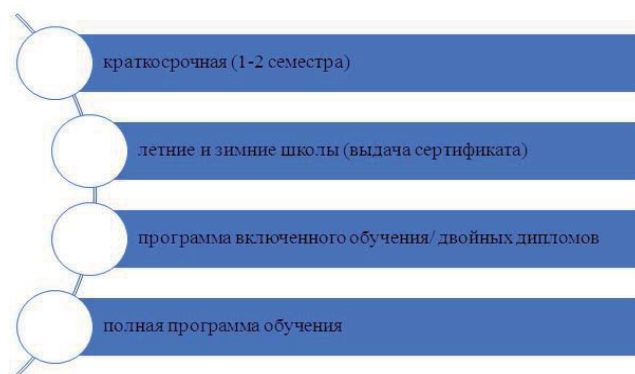 краткосрочная (1-2 семестра)
летние и зимние школы (выдача сертификата)
программа включенного обучения/ двойных дипломов
полная программа обучения